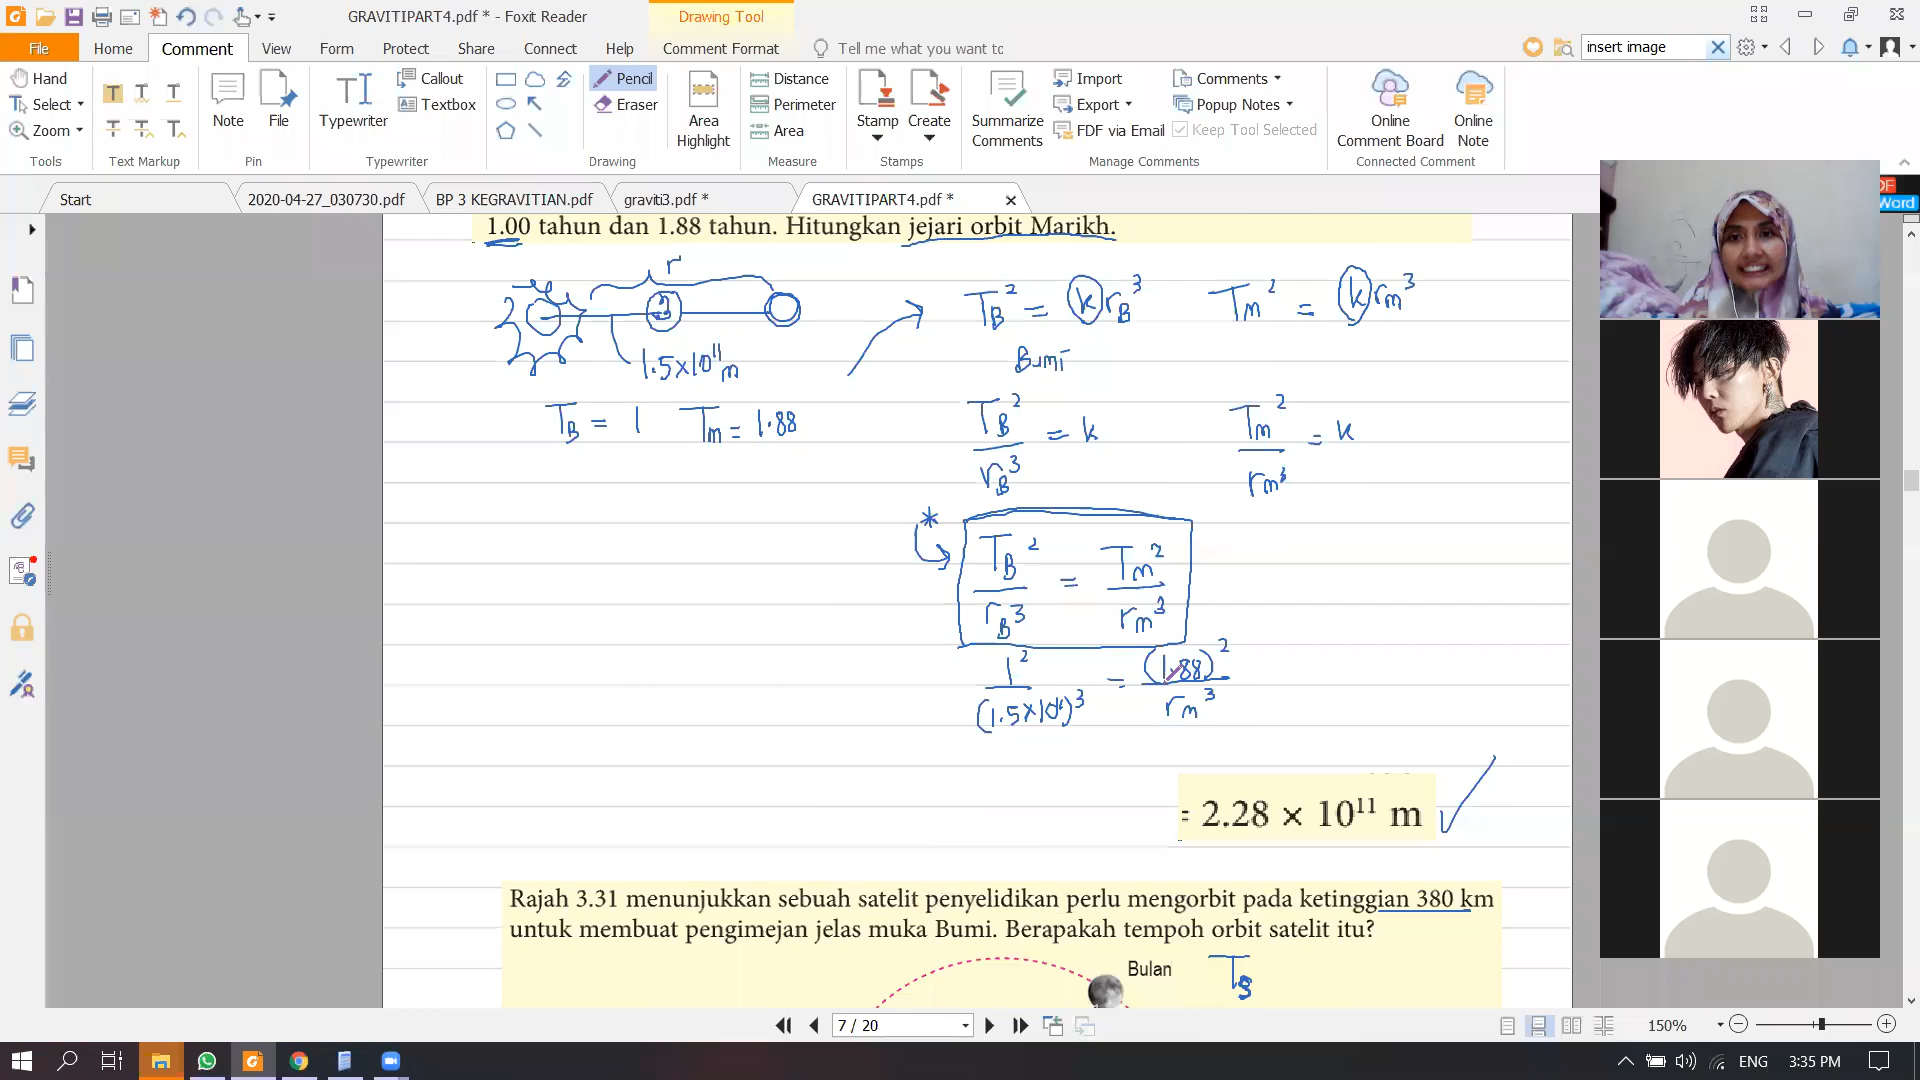 GRAVITIPART4.pdf * - Foxit Reader
Drawing Tool
File Home Comment View Form Protect Share Connect Help Comment Format Tell me what you want to insert image
Hand
Select
Zoom
Tools
Text Markup
Note File
Pin
Typewriter
Callout
Textbox
Typewriter
Pencil
Eraser
Drawing
Area Highlight
Distance
Perimeter
Area
Measure
Stamp Create
Stamps
Summarize Comments
Import
Export
FDF via Email
Comments
Popup Notes
Keep Tool Selected
Manage Comments
Online Comment Board
Online Note
Connected Comment
Start 2020-04-27_030730.pdf BP 3 KEGRAVITIAN.pdf graviti3.pdf * GRAVITIPART4.pdf *
DF
Word
1.00 tahun dan 1.88 tahun. Hitungkan jejari orbit Marikh.
r
T_B² = k r_B³ T_m² = k r_m³
1.5×10¹¹ m
Bumi
T_B = 1 T_m = 1.88
T_B²/r_B³ = k T_m²/r_m³ = k
*
T_B²/r_B³ = T_m²/r_m³
1²/(1.5×10¹¹)³ = (1.88)²/r_m³
= 2.28 × 10¹¹ m
Rajah 3.31 menunjukkan sebuah satelit penyelidikan perlu mengorbit pada ketinggian 380 km
untuk membuat pengimejan jelas muka Bumi. Berapakah tempoh orbit satelit itu?
Bulan
T_s
7 / 20
150%
ENG 3:35 PM